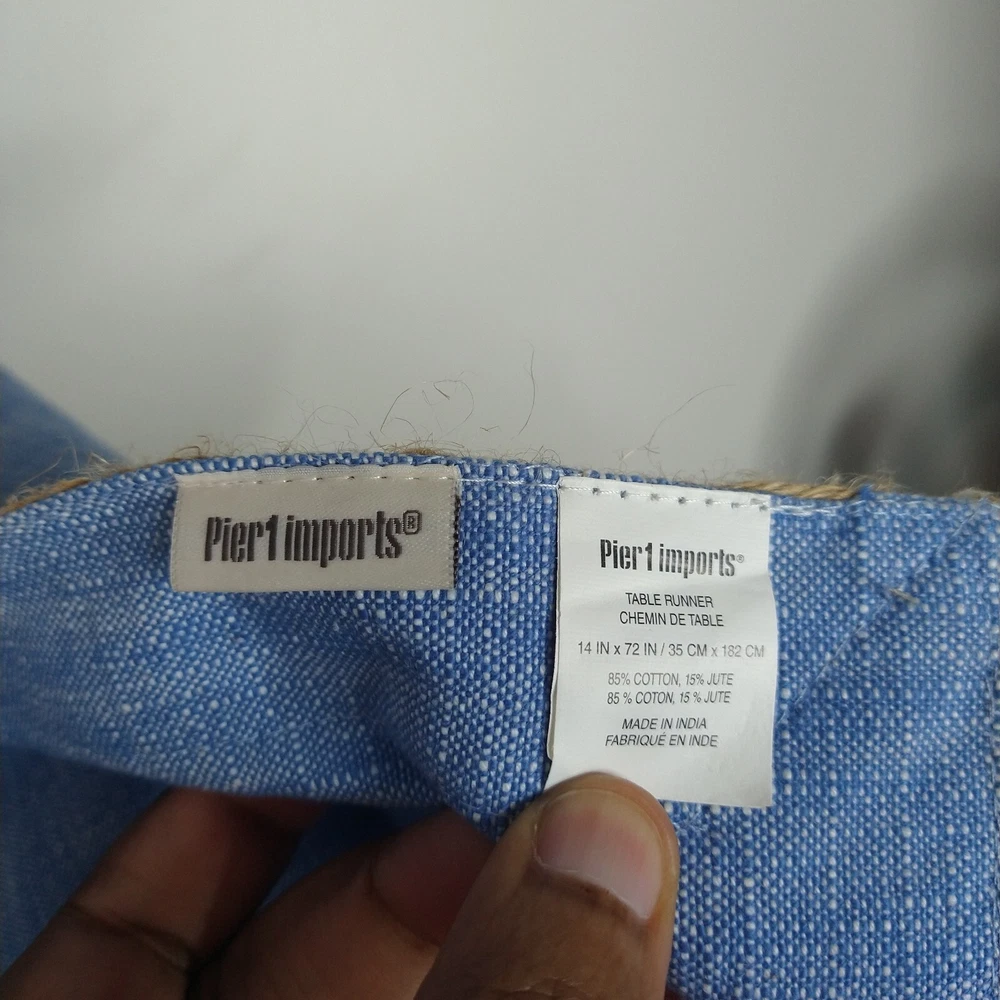 Pier1 imports®
Pier1 imports®
TABLE RUNNER
CHEMIN DE TABLE
14 IN x 72 IN / 35 CM x 182 CM
85% COTTON, 15% JUTE
85 % COTON, 15 % JUTE
MADE IN INDIA
FABRIQUÉ EN INDE